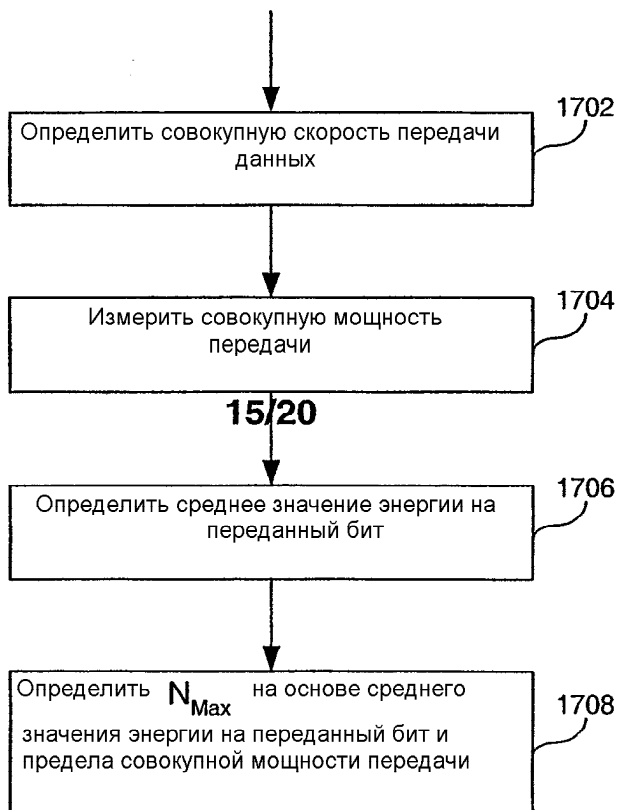 1702
Определить совокупную скорость передачи
данных
1704
Измерить совокупную мощность
передачи
15/20
1706
Определить среднее значение энергии на
переданный бит
1708
Определить N_Max на основе среднего
значения энергии на переданный бит и
предела совокупной мощности передачи